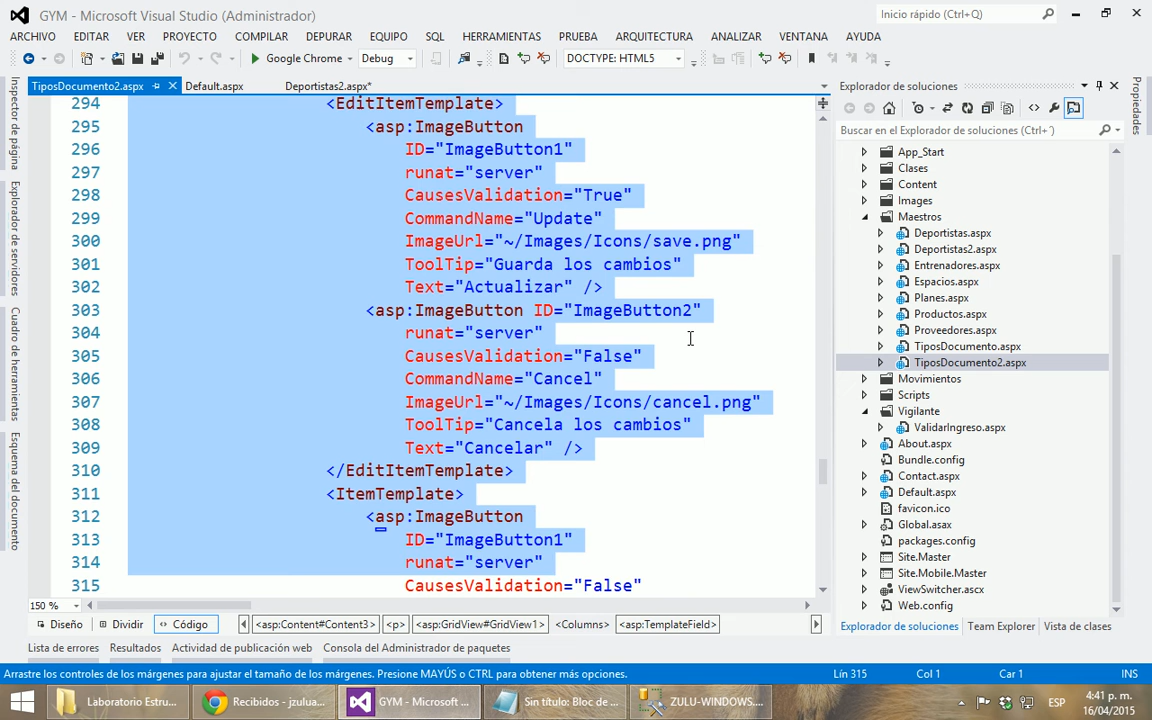 GYM - Microsoft Visual Studio (Administrador)
Inicio rápido (Ctrl+Q)
ARCHIVO EDITAR VER PROYECTO COMPILAR DEPURAR EQUIPO SQL HERRAMIENTAS PRUEBA ARQUITECTURA ANALIZAR VENTANA AYUDA
Google Chrome Debug DOCTYPE: HTML5
TiposDocumento2.aspx Default.aspx Deportistas2.aspx*
Inspector de página
Explorador de servidores
Cuadro de herramientas
Esquema del documento
294 <EditItemTemplate>
295 <asp:ImageButton
296 ID="ImageButton1"
297 runat="server"
298 CausesValidation="True"
299 CommandName="Update"
300 ImageUrl="~/Images/Icons/save.png"
301 ToolTip="Guarda los cambios"
302 Text="Actualizar" />
303 <asp:ImageButton ID="ImageButton2"
304 runat="server"
305 CausesValidation="False"
306 CommandName="Cancel"
307 ImageUrl="~/Images/Icons/cancel.png"
308 ToolTip="Cancela los cambios"
309 Text="Cancelar" />
310 </EditItemTemplate>
311 <ItemTemplate>
312 <asp:ImageButton
313 ID="ImageButton1"
314 runat="server"
315 CausesValidation="False"
150 %
Diseño Dividir Código <asp:Content#Content3> <p> <asp:GridView#GridView1> <Columns> <asp:TemplateField>
Explorador de soluciones
Buscar en el Explorador de soluciones (Ctrl+´)
App_Start
Clases
Content
Images
Maestros
Deportistas.aspx
Deportistas2.aspx
Entrenadores.aspx
Espacios.aspx
Planes.aspx
Productos.aspx
Proveedores.aspx
TiposDocumento.aspx
TiposDocumento2.aspx
Movimientos
Scripts
Vigilante
ValidarIngreso.aspx
About.aspx
Bundle.config
Contact.aspx
Default.aspx
favicon.ico
Global.asax
packages.config
Site.Master
Site.Mobile.Master
ViewSwitcher.ascx
Web.config
Explorador de soluciones Team Explorer Vista de clases
Propiedades
Lista de errores Resultados Actividad de publicación web Consola del Administrador de paquetes
Arrastre los controles de los márgenes para ajustar el tamaño de los márgenes. Presione MAYÚS o CTRL para obtener más opciones. Lín 315 Col 1 Car 1 INS
Laboratorio Estru... Recibidos - jzulua... GYM - Microsoft ... Sin título: Bloc de ... ZULU-WINDOWS.... ESP 4:41 p. m.
16/04/2015